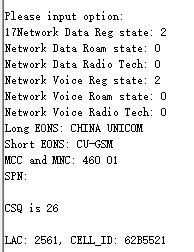 Please input option:
17Network Data Reg state: 2
Network Data Roam state: 0
Network Data Radio Tech: 0
Network Voice Reg state: 2
Network Voice Roam state: 0
Network Voice Radio Tech: 0
Long EONS: CHINA UNICOM
Short EONS: CU-GSM
MCC and MNC: 460 01
SPN:
CSQ is 26
LAC: 2561, CELL_ID: 62B5521